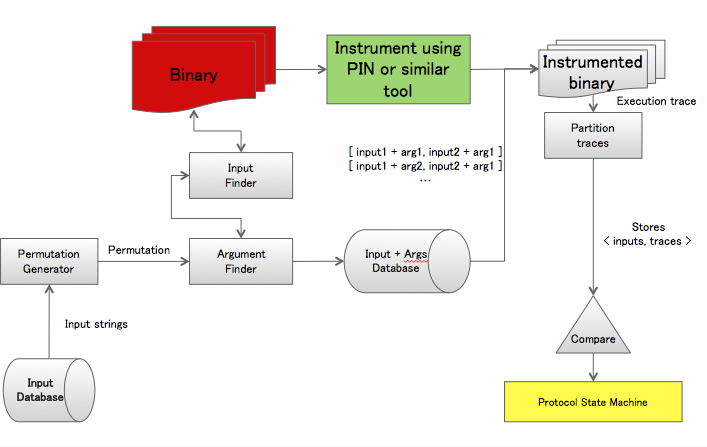 Binary
Instrument using
PIN or similar
tool
Instrumented
binary
Execution trace
Partition
traces
[ input1 + arg1, input2 + arg1 ]
[ input1 + arg2, input2 + arg1 ]
...
Input
Finder
Stores
< inputs, traces >
Permutation
Generator
Permutation
Argument
Finder
Input + Args
Database
Input strings
Compare
Input
Database
Protocol State Machine